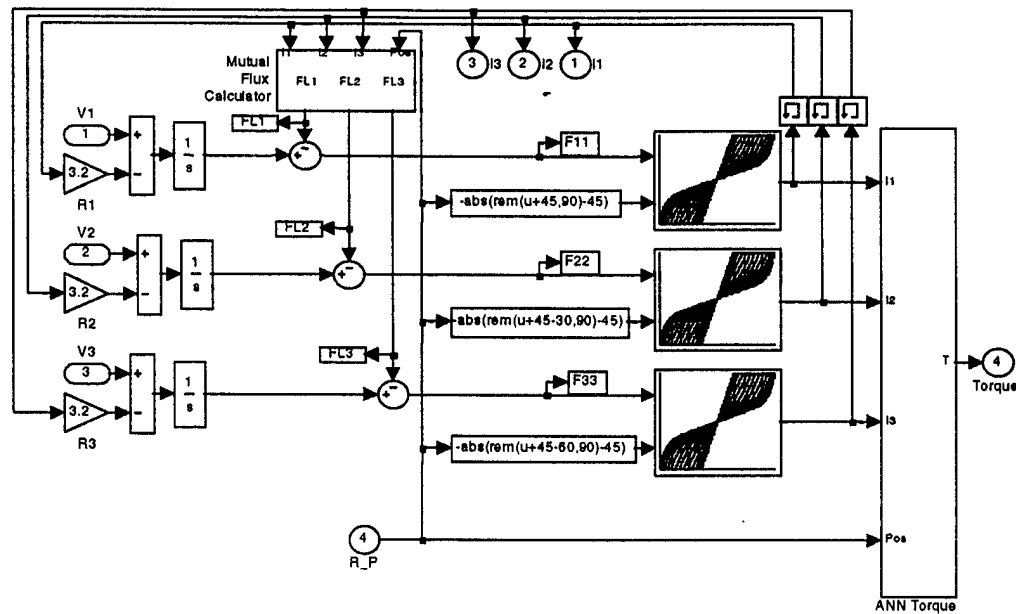 I1 I2 I3 Pos
FL1 FL2 FL3
Mutual
Flux
Calculator
3 I3 2 I2 1 I1
V1
1
+
-
1
s
3.2
R1
FL1
+ -
F11
-abs(rem(u+45,90)-45)
I1
V2
2
+
-
1
s
3.2
R2
FL2
+ -
F22
-abs(rem(u+45-30,90)-45)
I2
V3
3
+
-
1
s
3.2
R3
FL3
+ -
F33
-abs(rem(u+45-60,90)-45)
I3
T
4
Torque
4
R_P
Pos
ANN Torque